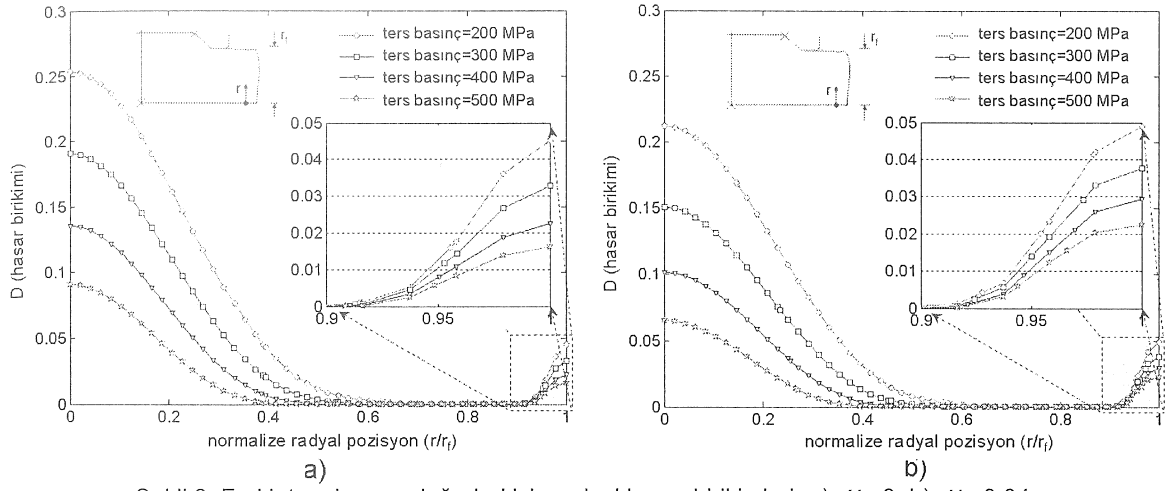 0.3
0.25
0.2
0.15
0.1
0.05
0
D (hasar birikimi)
r
r_f
ters basınç=200 MPa
ters basınç=300 MPa
ters basınç=400 MPa
ters basınç=500 MPa
0.05
0.04
0.03
0.02
0.01
0
0.9
0.95
1
0
0.2
0.4
0.6
0.8
1
normalize radyal pozisyon (r/r_f)
a)
0.3
0.25
0.2
0.15
0.1
0.05
0
D (hasar birikimi)
r
r_f
ters basınç=200 MPa
ters basınç=300 MPa
ters basınç=400 MPa
ters basınç=500 MPa
0.05
0.04
0.03
0.02
0.01
0
0.9
0.95
1
0
0.2
0.4
0.6
0.8
1
normalize radyal pozisyon (r/r_f)
b)